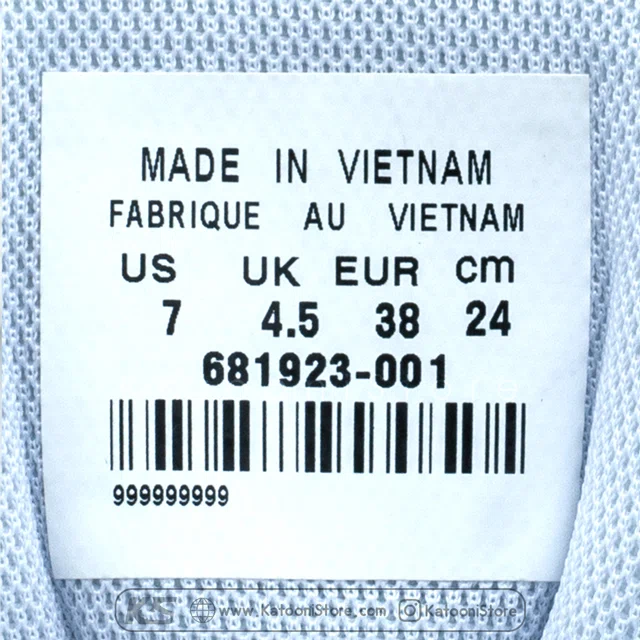 MADE IN VIETNAM
FABRIQUE AU VIETNAM
US UK EUR cm
7 4.5 38 24
681923-001
999999999
KS www.KatooniStore.com KatooniStore